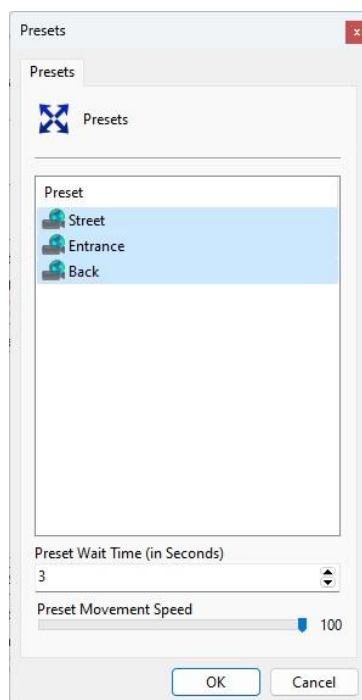 Presets
x
Presets
Presets
Preset
Street
Entrance
Back
Preset Wait Time (in Seconds)
3
Preset Movement Speed
100
OK
Cancel